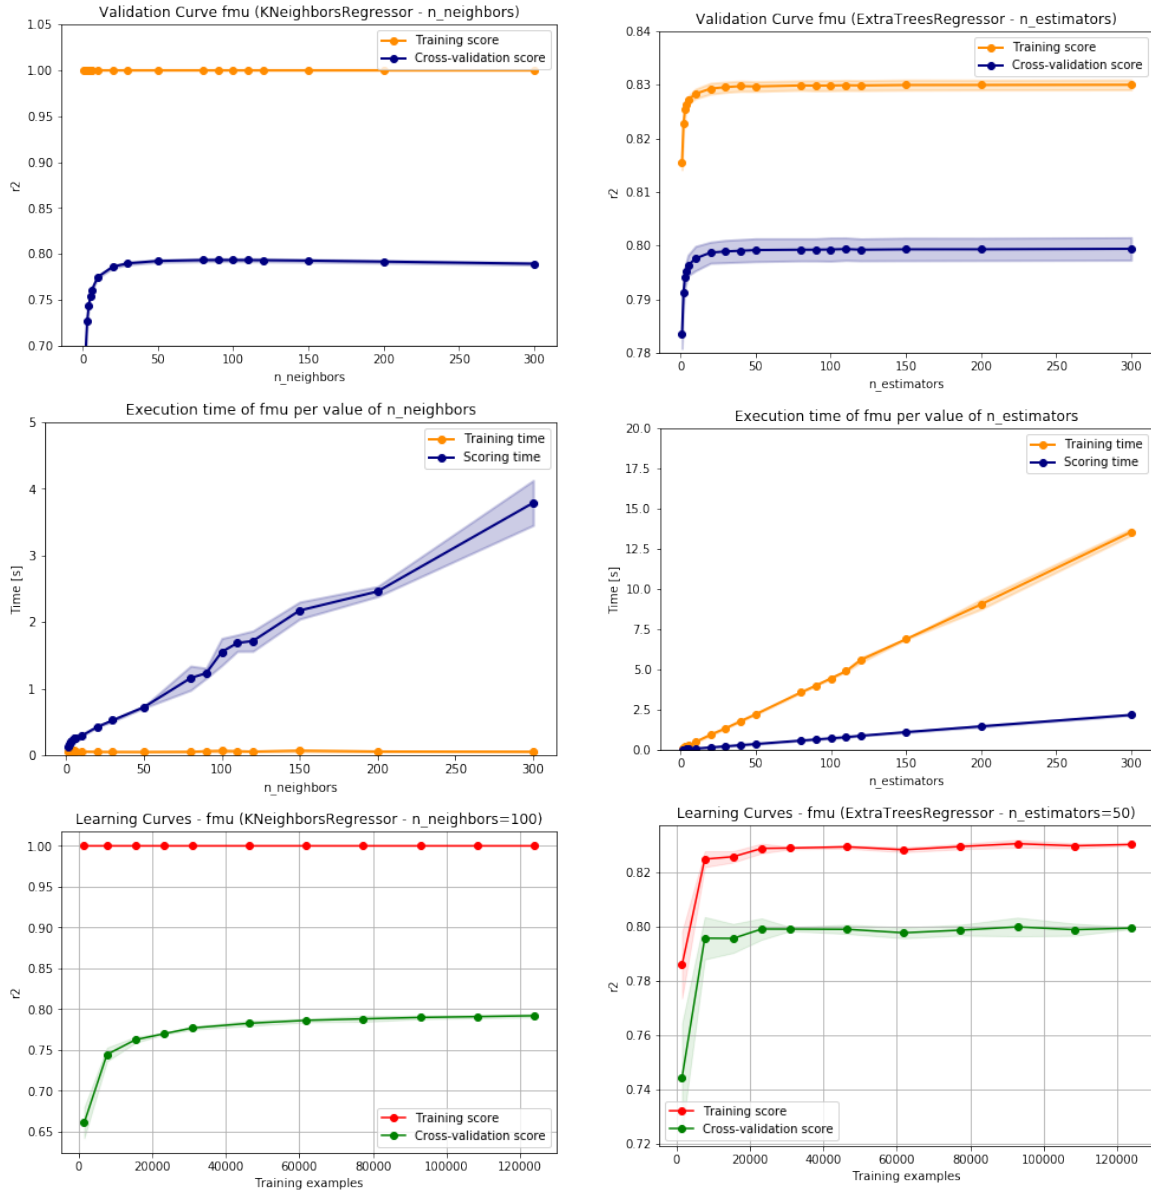 Validation Curve fmu (KNeighborsRegressor - n_neighbors)
1.05
1.00
0.95
0.90
0.85
0.80
0.75
0.70
r2
Training score
Cross-validation score
0
50
100
150
200
250
300
n_neighbors
Validation Curve fmu (ExtraTreesRegressor - n_estimators)
0.84
0.83
0.82
0.81
0.80
0.79
0.78
r2
Training score
Cross-validation score
0
50
100
150
200
250
300
n_estimators
Execution time of fmu per value of n_neighbors
5
4
3
2
1
0
Time [s]
Training time
Scoring time
0
50
100
150
200
250
300
n_neighbors
Execution time of fmu per value of n_estimators
20.0
17.5
15.0
12.5
10.0
7.5
5.0
2.5
0.0
Time [s]
Training time
Scoring time
0
50
100
150
200
250
300
n_estimators
Learning Curves - fmu (KNeighborsRegressor - n_neighbors=100)
1.00
0.95
0.90
0.85
0.80
0.75
0.70
0.65
r2
Training score
Cross-validation score
0
20000
40000
60000
80000
100000
120000
Training examples
Learning Curves - fmu (ExtraTreesRegressor - n_estimators=50)
0.82
0.80
0.78
0.76
0.74
0.72
r2
Training score
Cross-validation score
0
20000
40000
60000
80000
100000
120000
Training examples